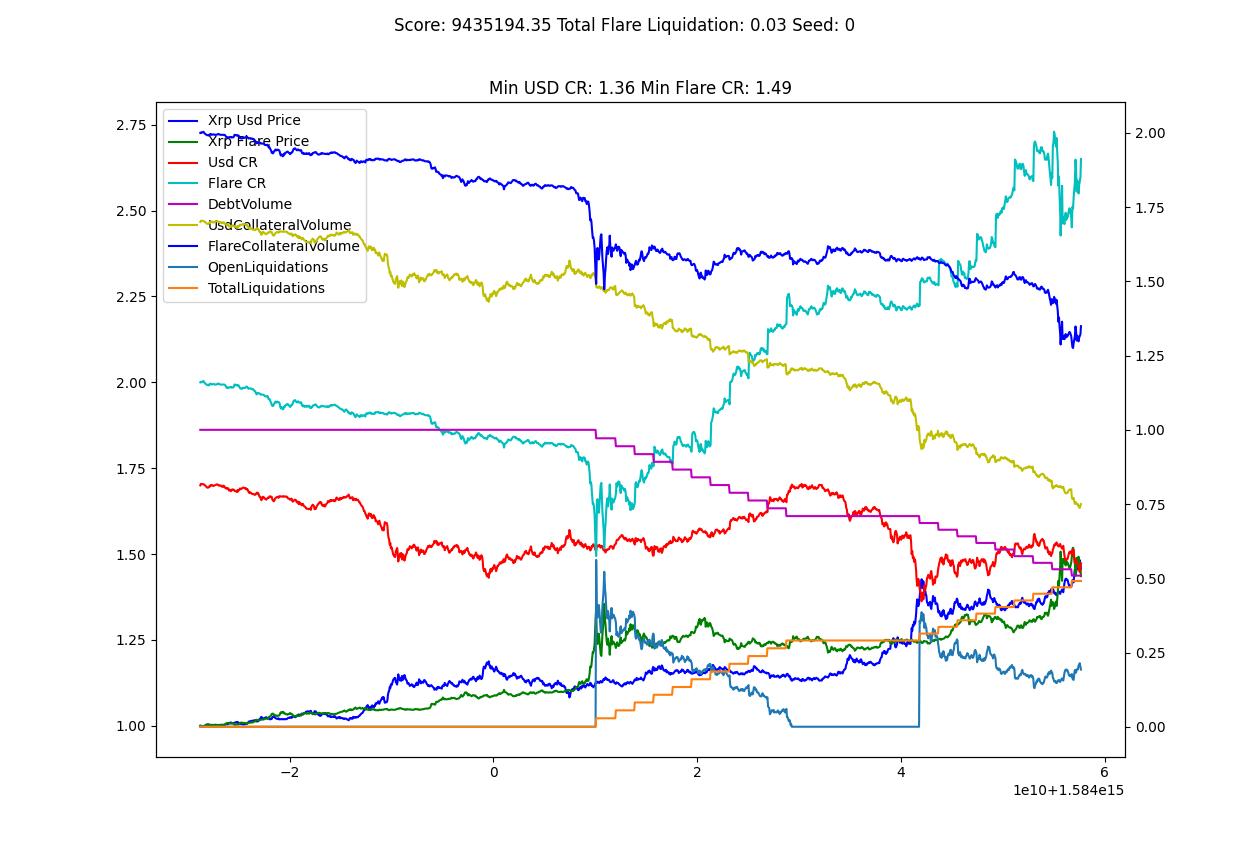 Score: 9435194.35 Total Flare Liquidation: 0.03 Seed: 0
Min USD CR: 1.36 Min Flare CR: 1.49
Xrp Usd Price
Xrp Flare Price
Usd CR
Flare CR
DebtVolume
UsdCollateralVolume
FlareCollateralVolume
OpenLiquidations
TotalLiquidations
2.75
2.50
2.25
2.00
1.75
1.50
1.25
1.00
2.00
1.75
1.50
1.25
1.00
0.75
0.50
0.25
0.00
−2 0 2 4 6
1e10+1.584e15